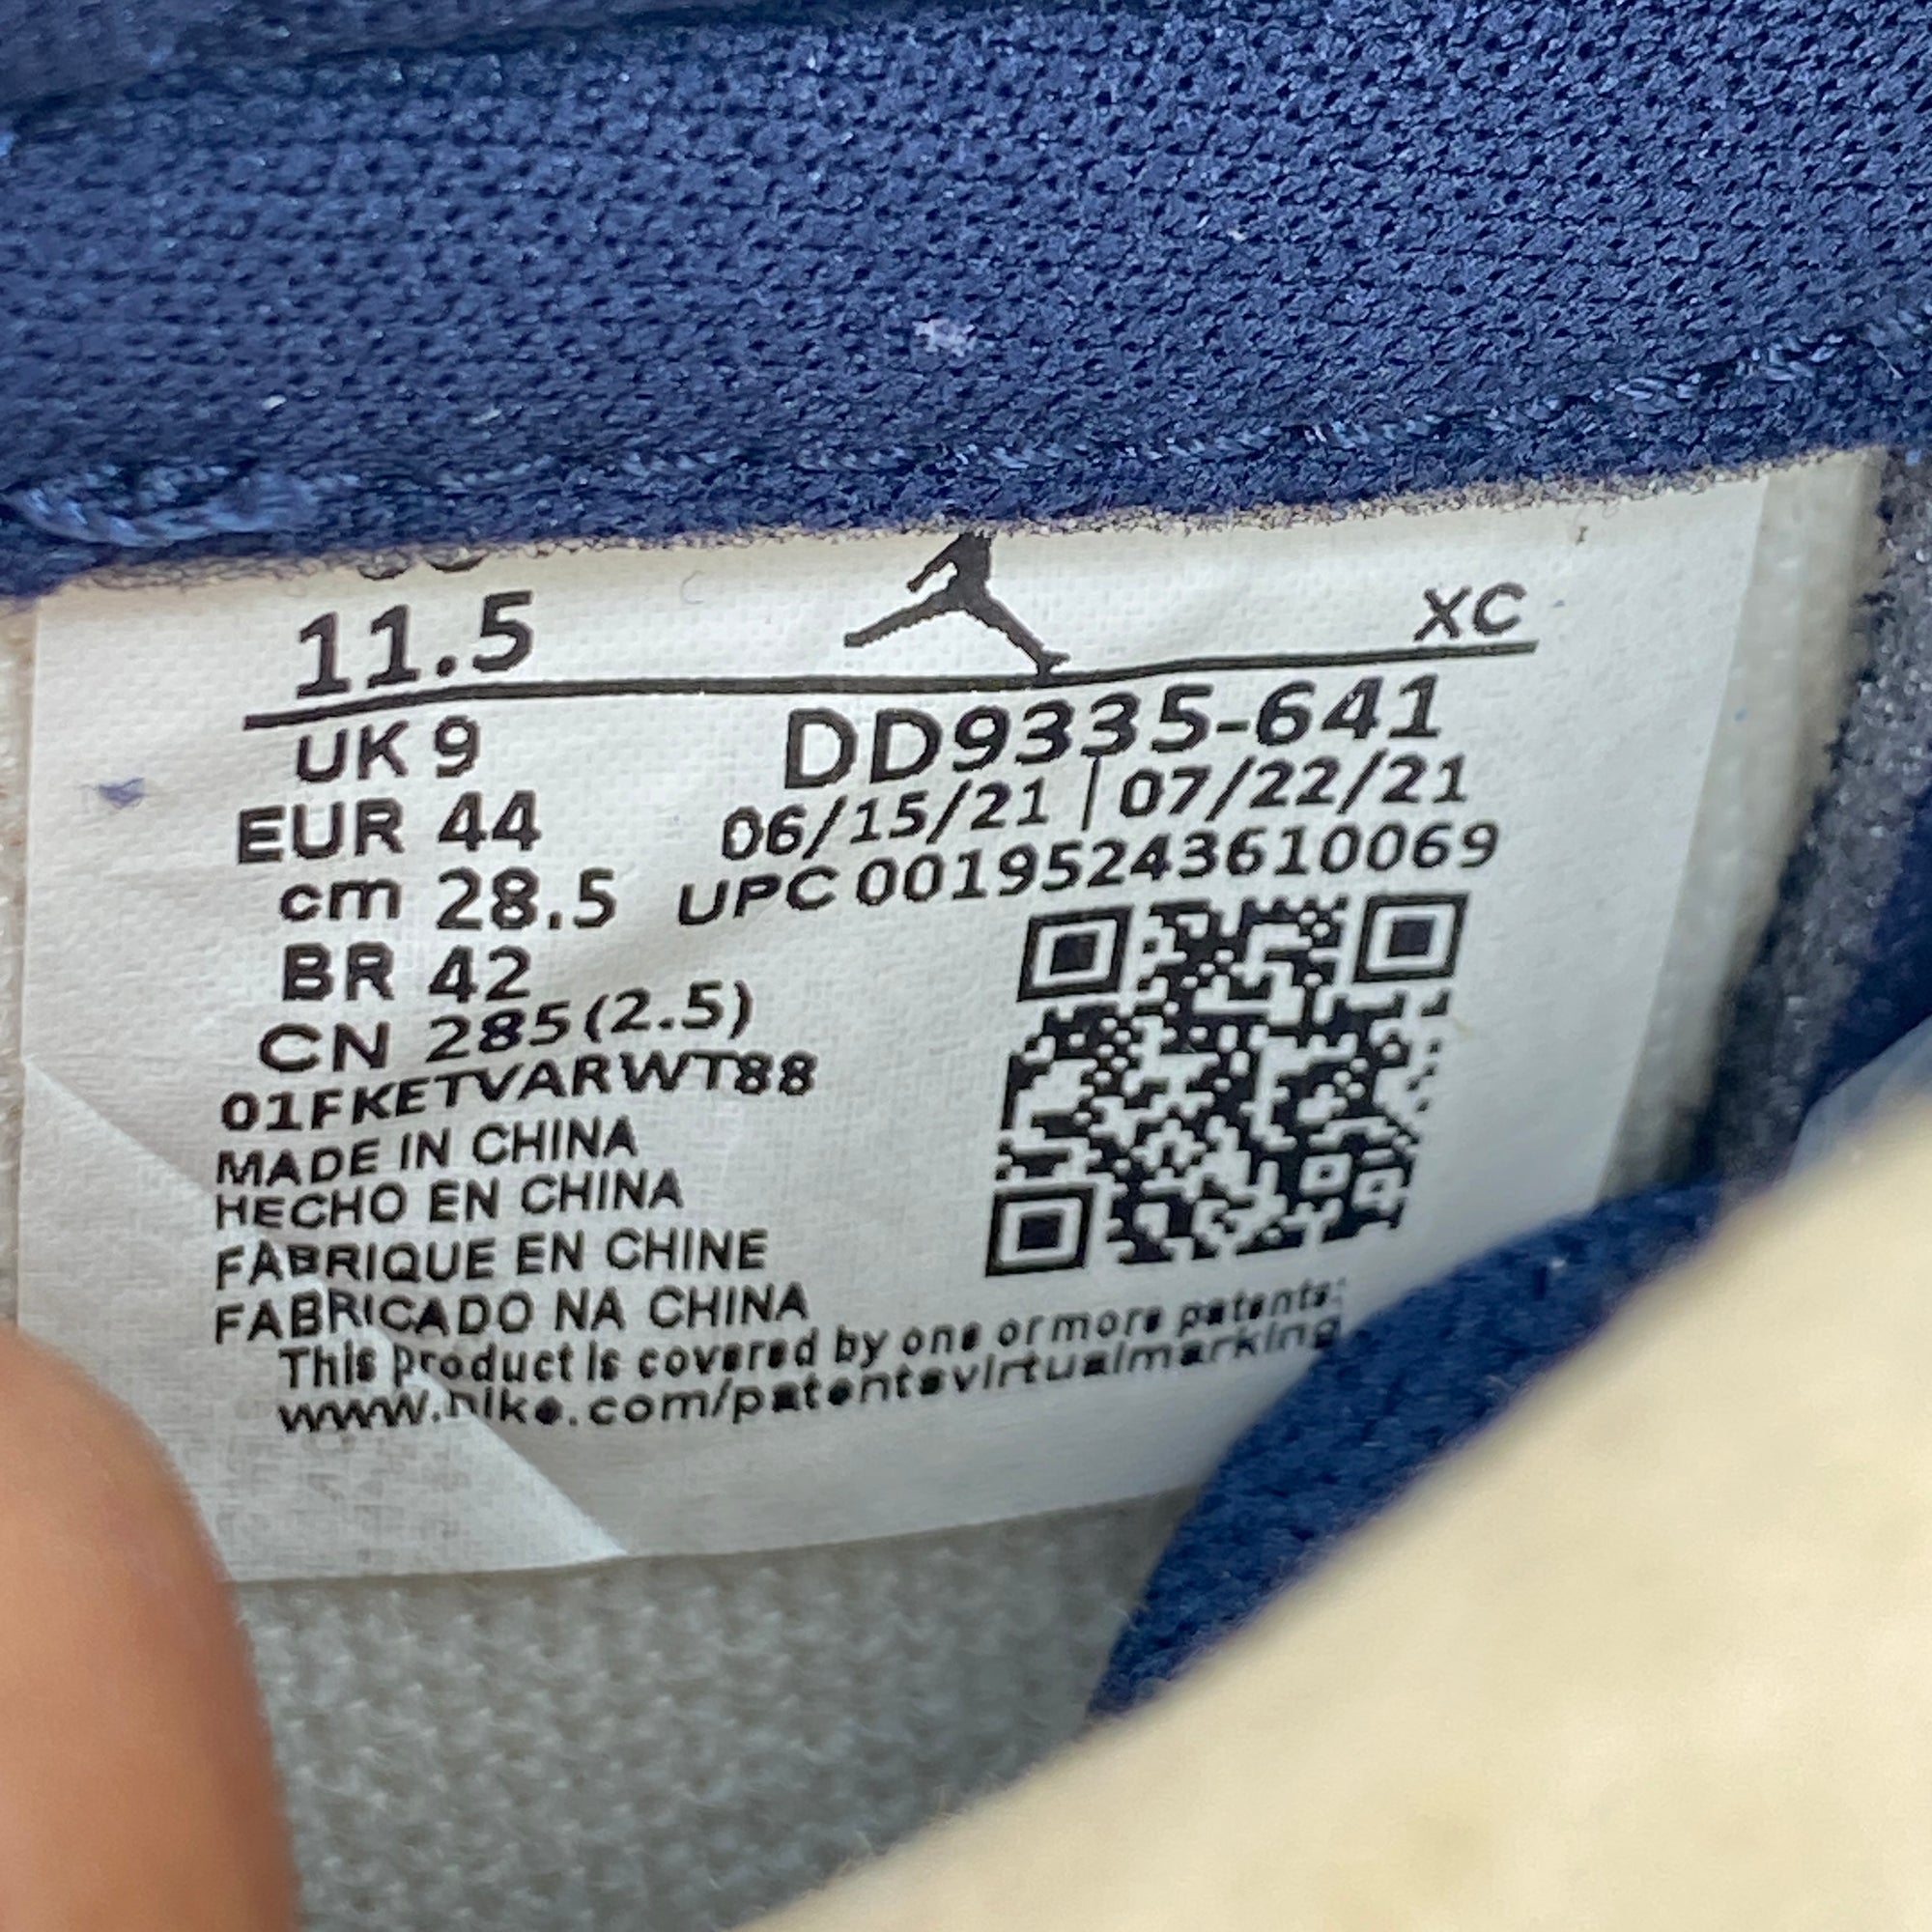 11.5
XC
UK 9
EUR 44
cm 28.5
BR 42
CN 285(2.5)
DD9335-641
06/15/21 | 07/22/21
UPC 00195243610069
01FKETVARWT88
MADE IN CHINA
HECHO EN CHINA
FABRIQUE EN CHINE
FABRICADO NA CHINA
This product is covered by one or more patents:
www.nike.com/patentsvirtualmarking